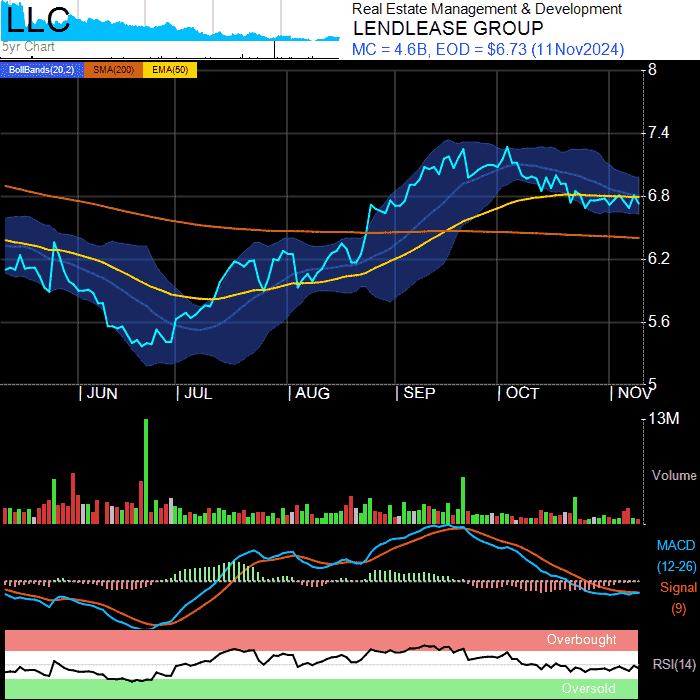 LLC
5yr Chart
Real Estate Management & Development
LENDLEASE GROUP
MC = 4.6B, EOD = $6.73 (11Nov2024)
BollBands(20,2) SMA(200) EMA(50)
8
7.4
6.8
6.2
5.6
5
JUN JUL AUG SEP OCT NOV
13M
Volume
MACD
(12-26)
Signal
(9)
Overbought
RSI(14)
Oversold